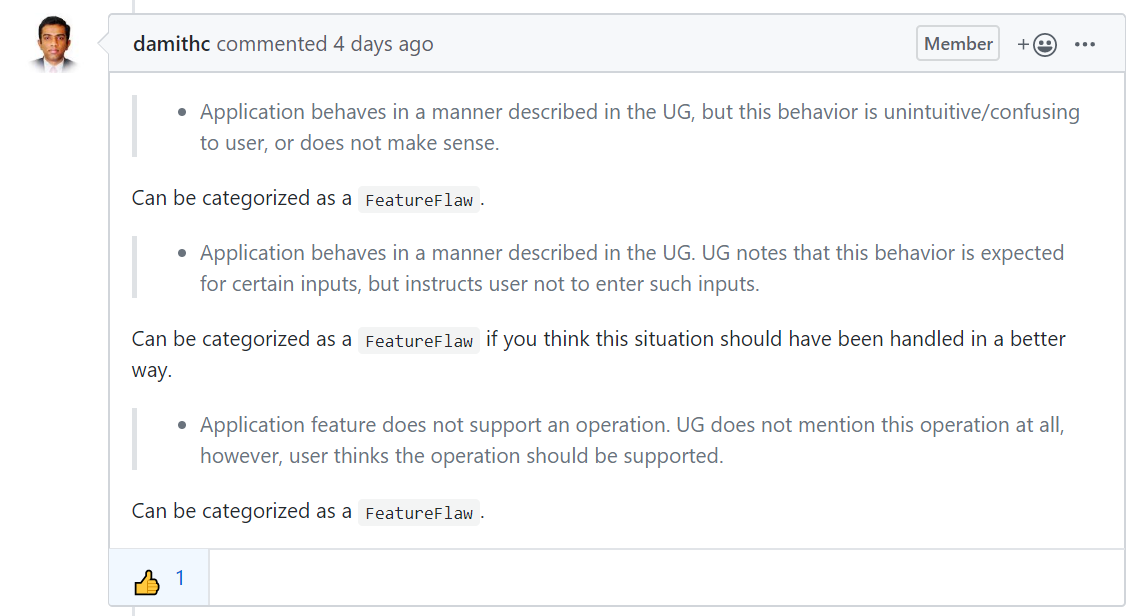 damithc commented 4 days ago Member
• Application behaves in a manner described in the UG, but this behavior is unintuitive/confusing
to user, or does not make sense.
Can be categorized as a FeatureFlaw.
• Application behaves in a manner described in the UG. UG notes that this behavior is expected
for certain inputs, but instructs user not to enter such inputs.
Can be categorized as a FeatureFlaw if you think this situation should have been handled in a better
way.
• Application feature does not support an operation. UG does not mention this operation at all,
however, user thinks the operation should be supported.
Can be categorized as a FeatureFlaw.
1